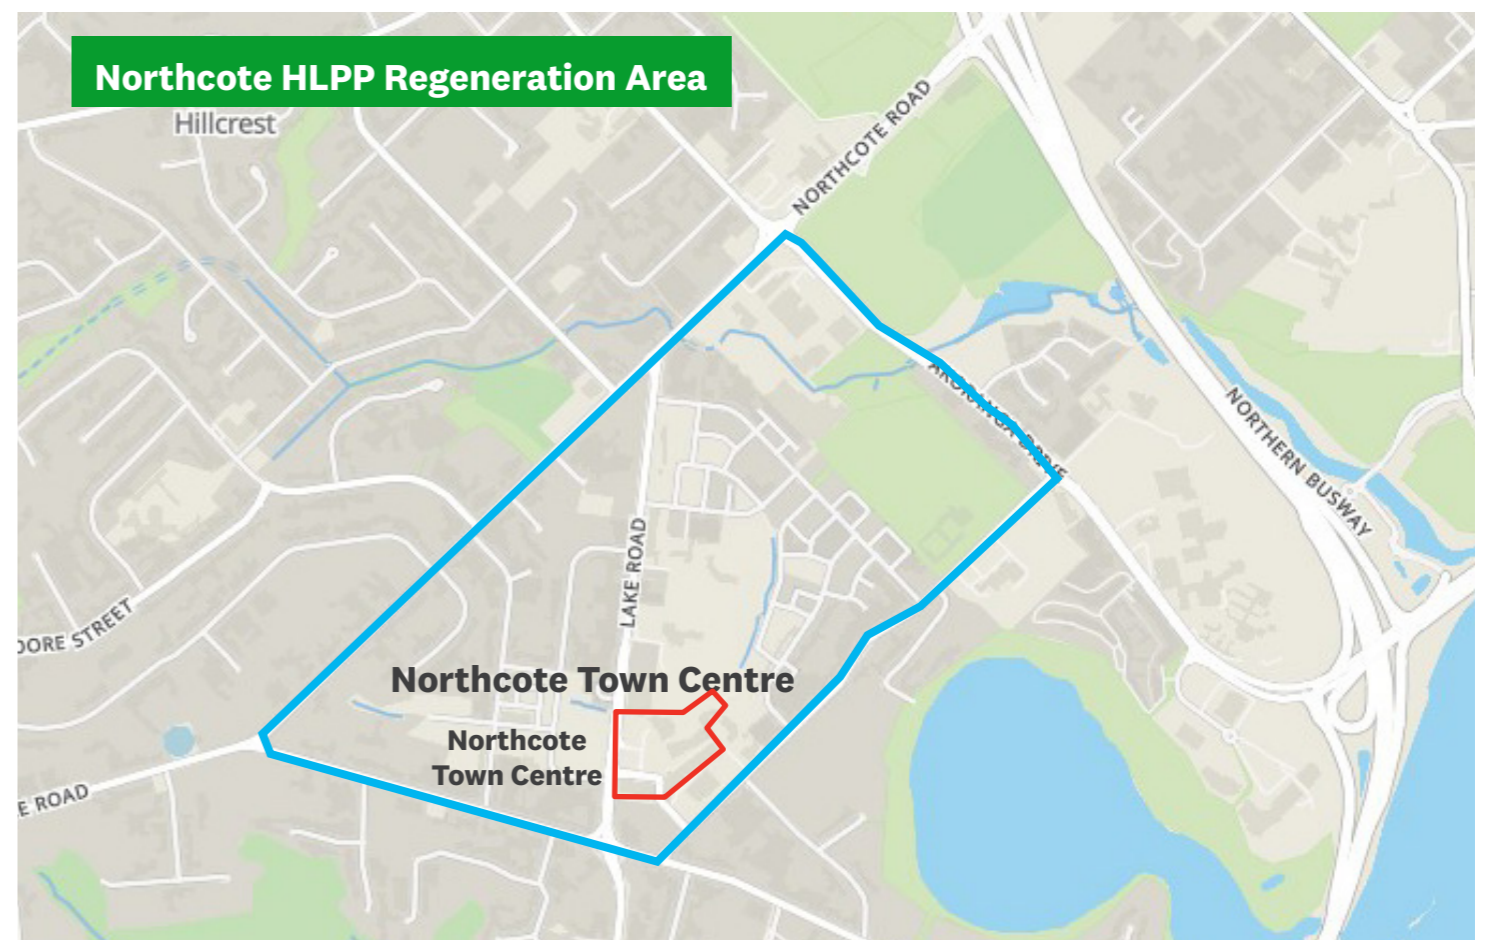 Northcote HLPP Regeneration Area
Hillcrest
NORTHCOTE ROAD
NORTHERN BUSWAY
LAKE ROAD
DORE STREET
Northcote Town Centre
Northcote
Town Centre
E ROAD